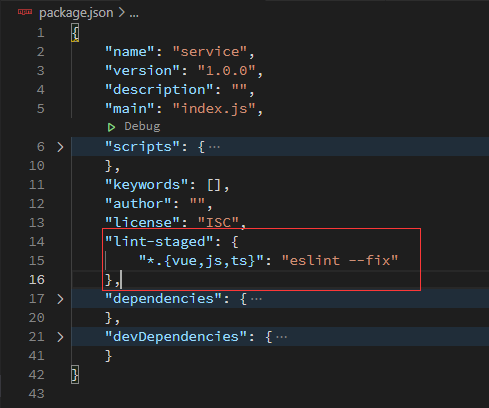 package.json > ...
1 {
2 "name": "service",
3 "version": "1.0.0",
4 "description": "",
5 "main": "index.js",
Debug
6 > "scripts": {···
10 },
11 "keywords": [],
12 "author": "",
13 "license": "ISC",
14 "lint-staged": {
15 "*.{vue,js,ts}": "eslint --fix"
16 },
17 > "dependencies": {···
20 },
21 > "devDependencies": {···
41 }
42 }
43